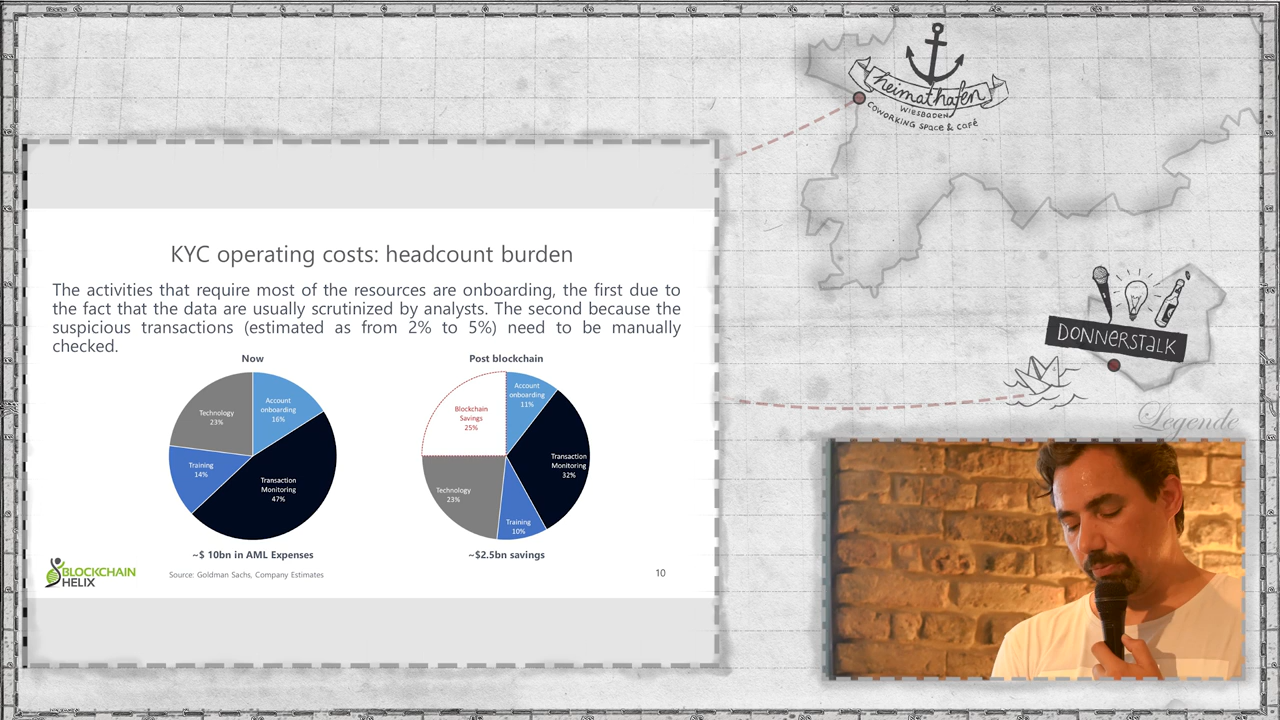 heimathafen
WIESBADEN
COWORKING SPACE & CAFÉ
KYC operating costs: headcount burden
The activities that require most of the resources are onboarding, the first due to
the fact that the data are usually scrutinized by analysts. The second because the
suspicious transactions (estimated as from 2% to 5%) need to be manually
checked.
Now
Technology
23%
Account
onboarding
16%
Training
14%
Transaction
Monitoring
47%
~$ 10bn in AML Expenses
Post blockchain
Blockchain
Savings
25%
Account
onboarding
11%
Transaction
Monitoring
32%
Technology
23%
Training
10%
~$2.5bn savings
BLOCKCHAIN
HELIX
Source: Goldman Sachs, Company Estimates
10
DONNERSTALK
Legende